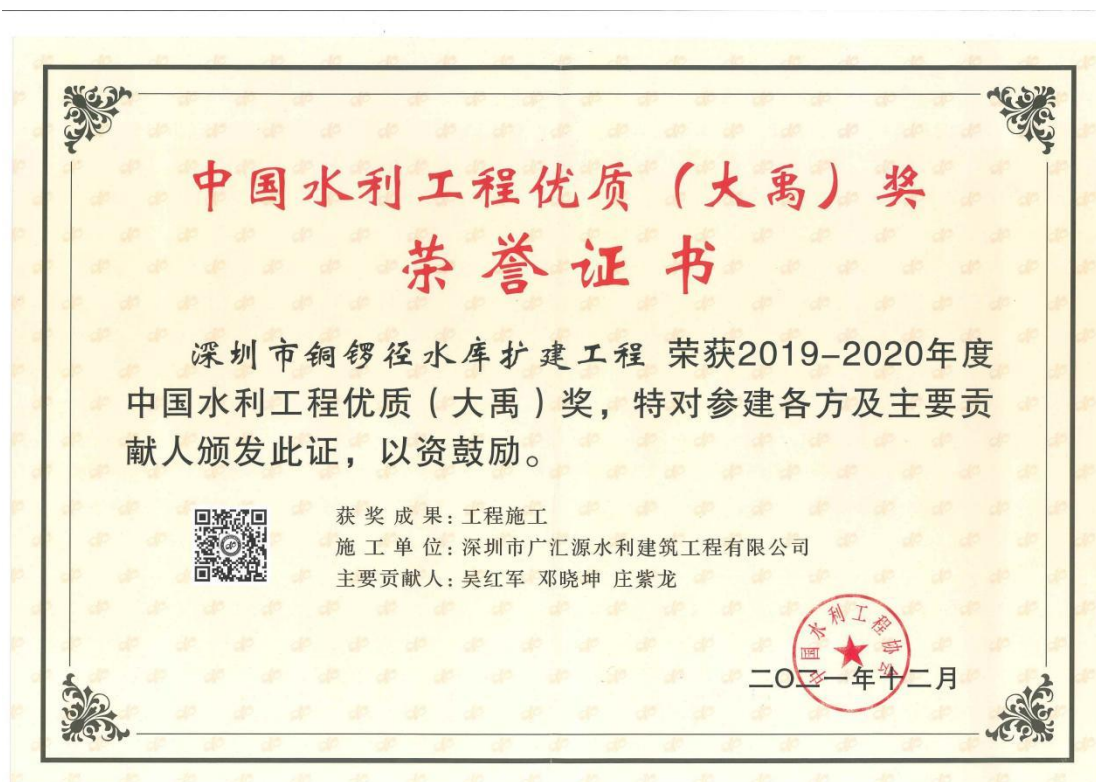 中国水利工程优质（大禹）奖
荣誉证书
深圳市铜锣径水库扩建工程 荣获2019-2020年度
中国水利工程优质（大禹）奖，特对参建各方及主要贡
献人颁发此证，以资鼓励。
获奖成果：工程施工
施工单位：深圳市广汇源水利建筑工程有限公司
主要贡献人：吴红军 邓晓坤 庄紫龙
中国水利工程协会
二〇二一年十二月